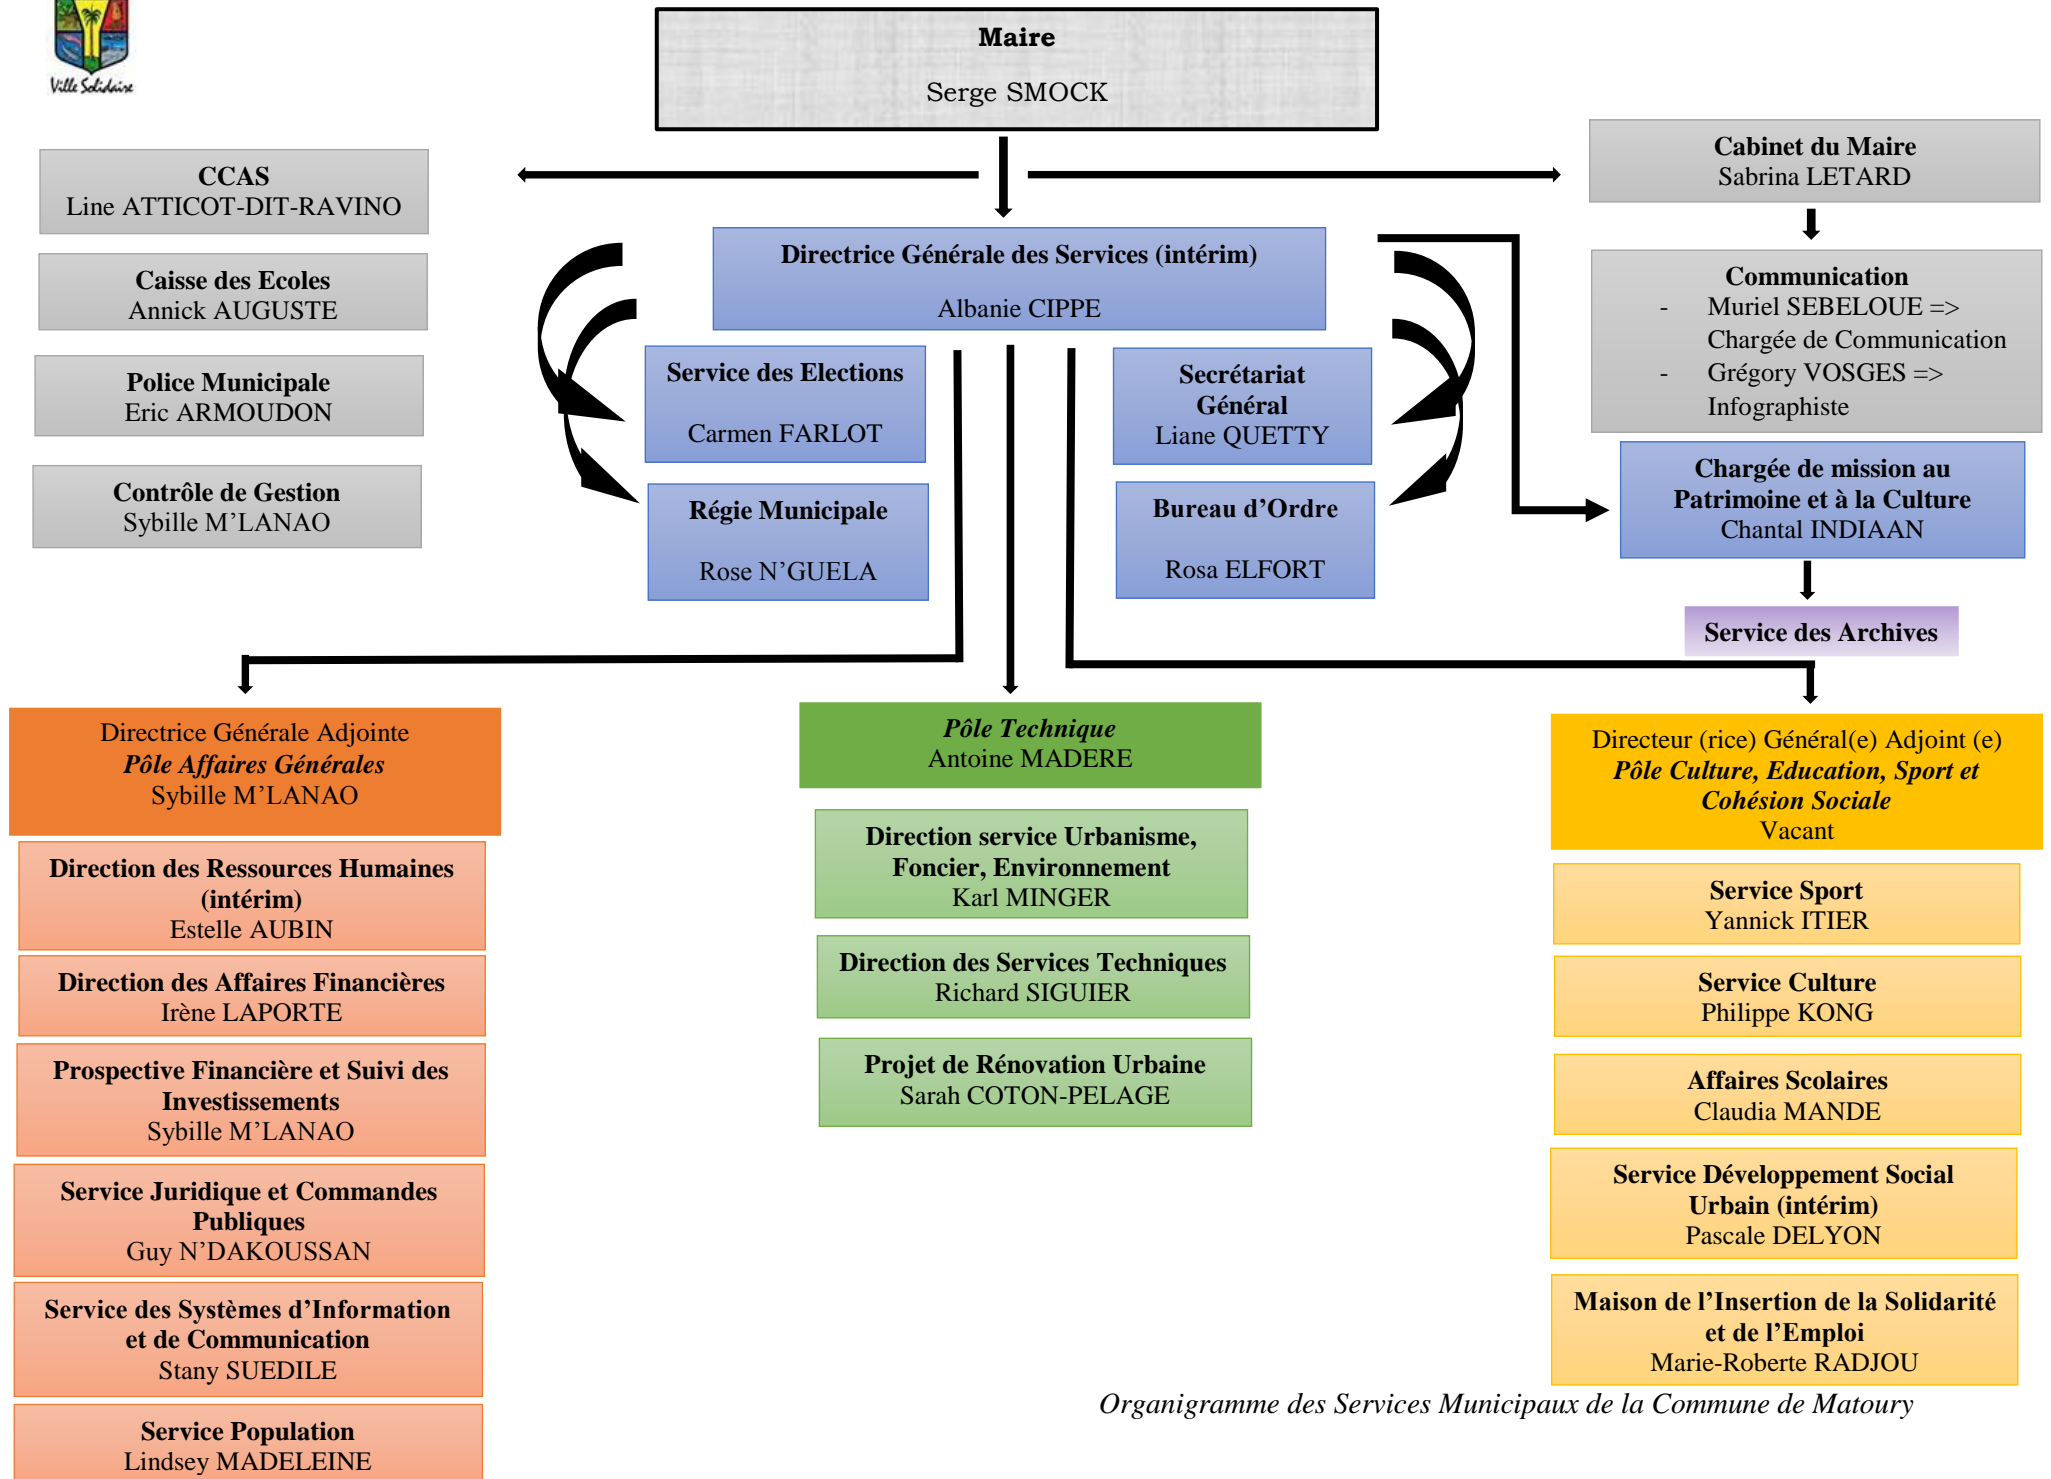 Ville Solidaire
Maire
Serge SMOCK
CCAS
Line ATTICOT-DIT-RAVINO
Caisse des Ecoles
Annick AUGUSTE
Police Municipale
Eric ARMOUDON
Contrôle de Gestion
Sybille M’LANAO
Directrice Générale des Services (intérim)
Albanie CIPPE
Service des Elections
Carmen FARLOT
Régie Municipale
Rose N’GUELA
Secrétariat
Général
Liane QUETTY
Bureau d’Ordre
Rosa ELFORT
Cabinet du Maire
Sabrina LETARD
Communication
- Muriel SEBELOUE =>
Chargée de Communication
- Grégory VOSGES =>
Infographiste
Chargée de mission au
Patrimoine et à la Culture
Chantal INDIAAN
Service des Archives
Directrice Générale Adjointe
Pôle Affaires Générales
Sybille M’LANAO
Direction des Ressources Humaines
(intérim)
Estelle AUBIN
Direction des Affaires Financières
Irène LAPORTE
Prospective Financière et Suivi des
Investissements
Sybille M’LANAO
Service Juridique et Commandes
Publiques
Guy N’DAKOUSSAN
Service des Systèmes d’Information
et de Communication
Stany SUEDILE
Service Population
Lindsey MADELEINE
Pôle Technique
Antoine MADERE
Direction service Urbanisme,
Foncier, Environnement
Karl MINGER
Direction des Services Techniques
Richard SIGUIER
Projet de Rénovation Urbaine
Sarah COTON-PELAGE
Directeur (rice) Général(e) Adjoint (e)
Pôle Culture, Education, Sport et
Cohésion Sociale
Vacant
Service Sport
Yannick ITIER
Service Culture
Philippe KONG
Affaires Scolaires
Claudia MANDE
Service Développement Social
Urbain (intérim)
Pascale DELYON
Maison de l’Insertion de la Solidarité
et de l’Emploi
Marie-Roberte RADJOU
Organigramme des Services Municipaux de la Commune de Matoury